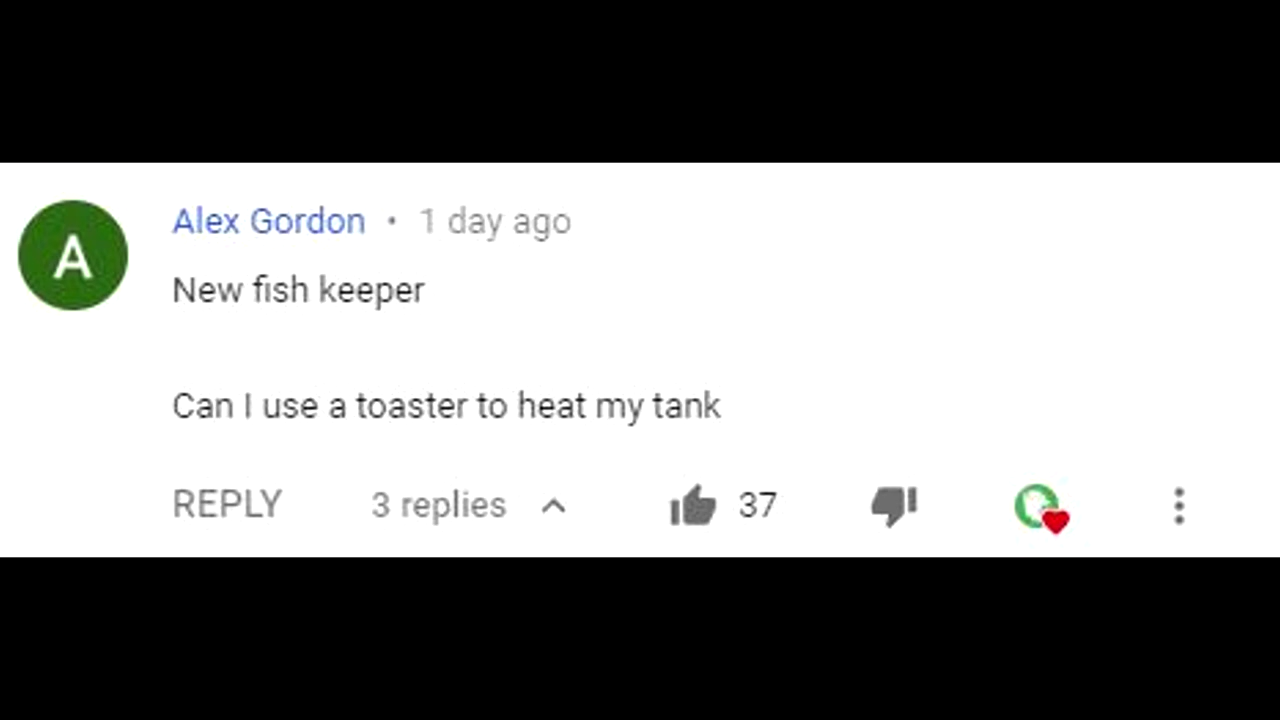 A
Alex Gordon • 1 day ago
New fish keeper
Can I use a toaster to heat my tank
REPLY 3 replies 37